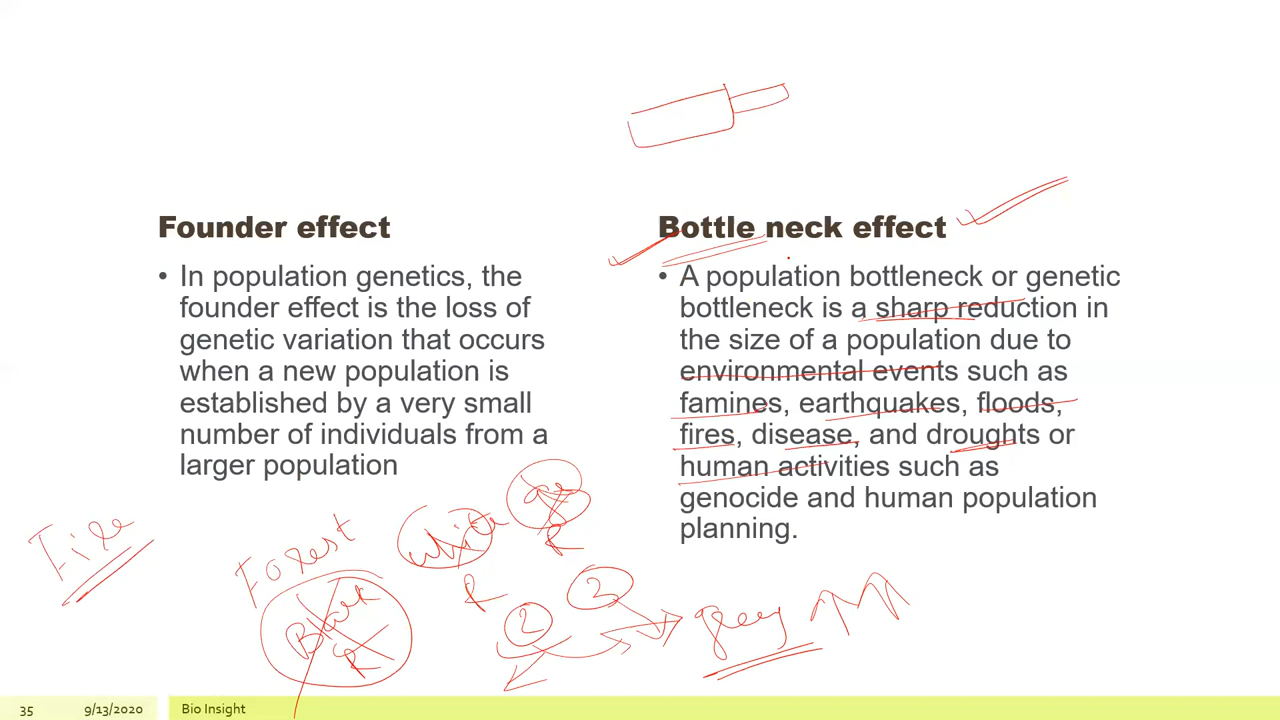 Founder effect
• In population genetics, the
founder effect is the loss of
genetic variation that occurs
when a new population is
established by a very small
number of individuals from a
larger population
Bottle neck effect
• A population bottleneck or genetic
bottleneck is a sharp reduction in
the size of a population due to
environmental events such as
famines, earthquakes, floods,
fires, disease, and droughts or
human activities such as
genocide and human population
planning.
Fire
Forest
White
R
R
Black
R
2
2
grey
35 9/13/2020 Bio Insight